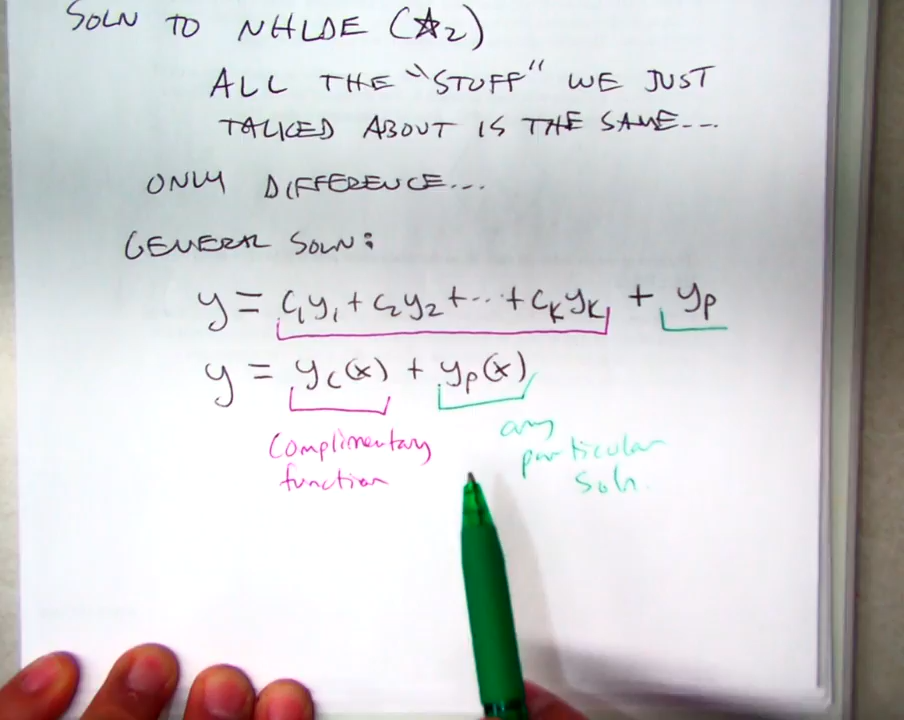 SOLN TO NHLDE (☆2)
ALL THE "STUFF" WE JUST
TALKED ABOUT IS THE SAME...
ONLY DIFFERENCE...
GENERAL SOLN:
y = c₁y₁ + c₂y₂ + ... + cₖyₖ + yₚ
y = y_c(x) + yₚ(x)
Complimentary
function
any
particular
soln.